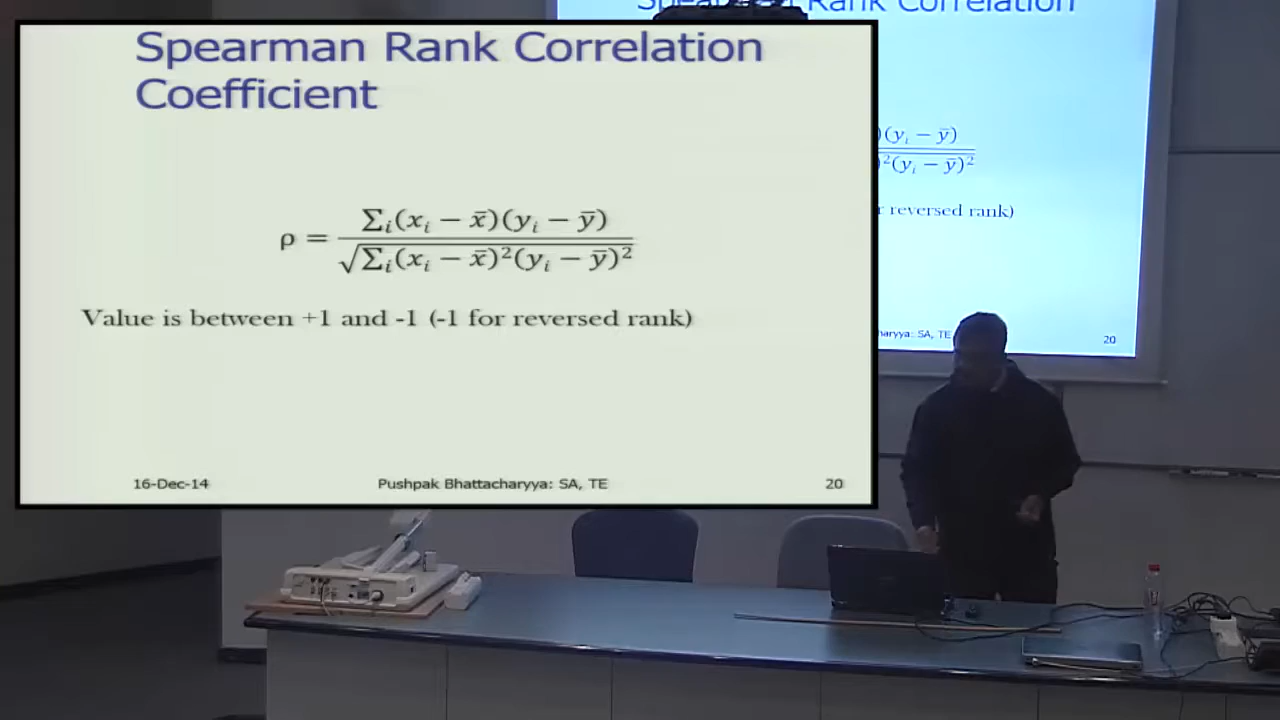 Spearman Rank Correlation
Coefficient
ρ = Σᵢ(xᵢ − x̄)(yᵢ − ȳ) / √Σᵢ(xᵢ − x̄)²(yᵢ − ȳ)²
Value is between +1 and -1 (-1 for reversed rank)
16-Dec-14 Pushpak Bhattacharyya: SA, TE 20
Rank Correlation
)(yᵢ − ȳ)
)²(yᵢ − ȳ)²
r reversed rank)
haryya: SA, TE 20